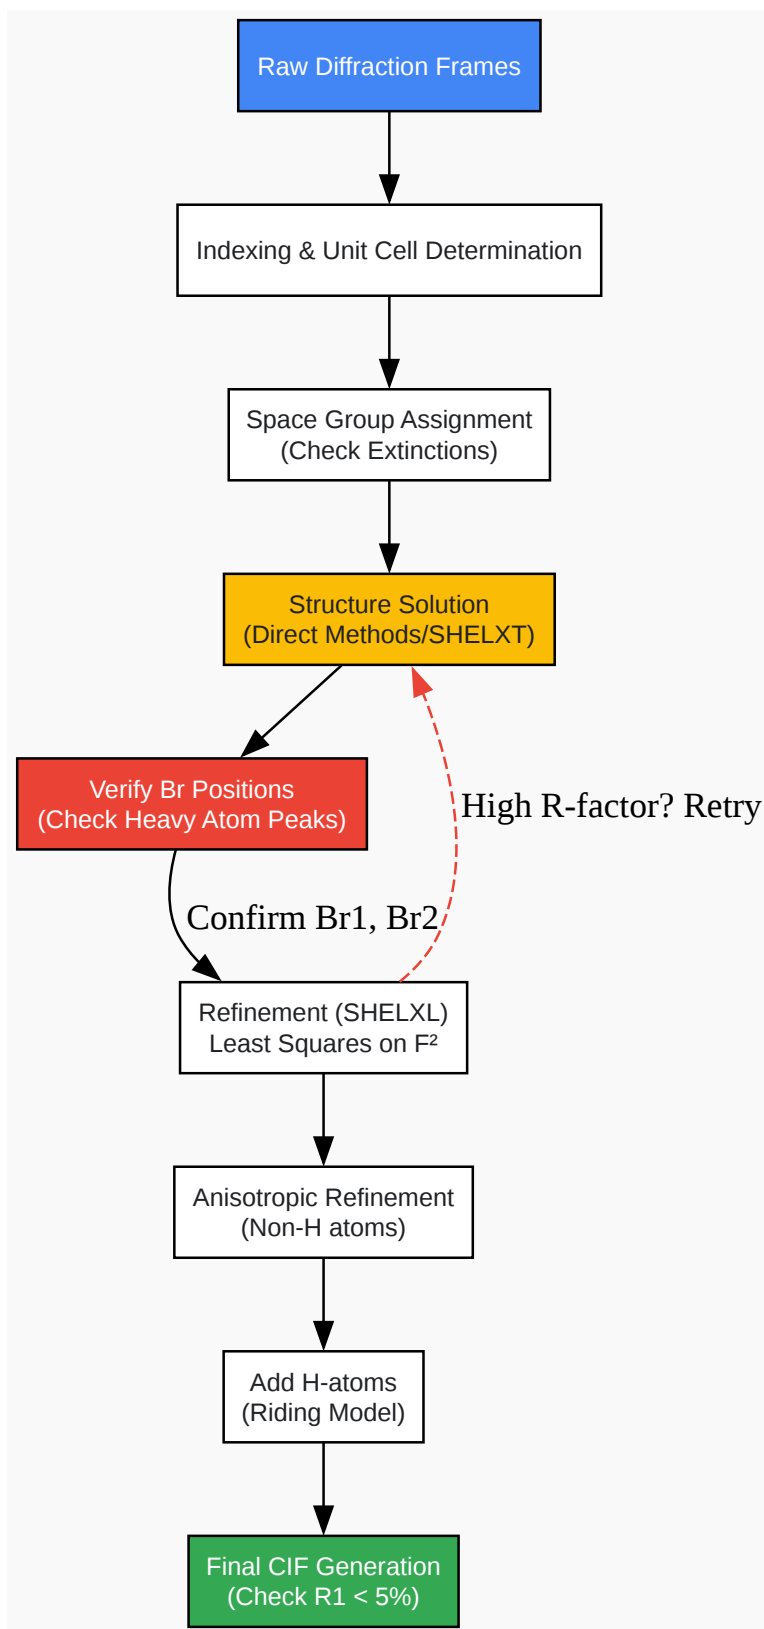 Raw Diffraction Frames
Indexing & Unit Cell Determination
Space Group Assignment
(Check Extinctions)
Structure Solution
(Direct Methods/SHELXT)
Verify Br Positions
(Check Heavy Atom Peaks)
High R-factor? Retry
Confirm Br1, Br2
Refinement (SHELXL)
Least Squares on F²
Anisotropic Refinement
(Non-H atoms)
Add H-atoms
(Riding Model)
Final CIF Generation
(Check R1 < 5%)